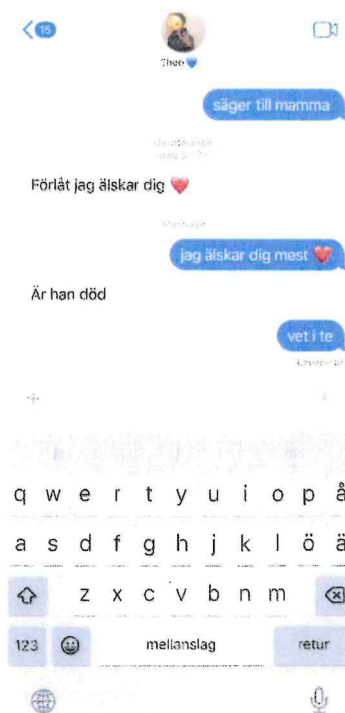 15
Theo💙
säger till mamma
Förlåt jag älskar dig ❤️
jag älskar dig mest ❤️
Är han död
vet i te
q w e r t y u i o p å
a s d f g h j k l ö ä
z x c v b n m
123 mellanslag retur